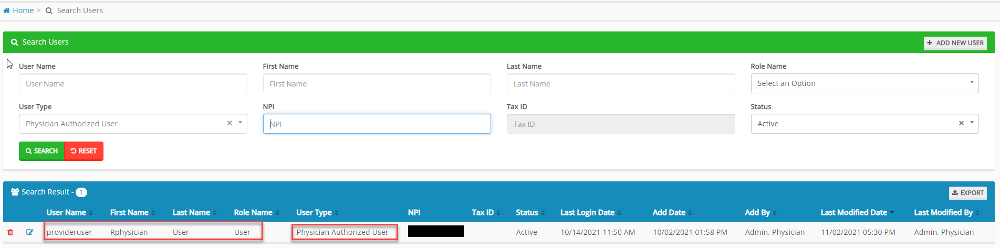 Home > Search Users
Search Users
ADD NEW USER
User Name First Name Last Name Role Name
User Name First Name Last Name Select an Option
User Type NPI Tax ID Status
Physician Authorized User NPI Tax ID Active
SEARCH RESET
Search Result - 1
EXPORT
User Name First Name Last Name Role Name User Type NPI Tax ID Status Last Login Date Add Date Add By Last Modified Date Last Modified By
provideruser Rphysician User User Physician Authorized User Active 10/14/2021 11:50 AM 10/02/2021 01:58 PM Admin, Physician 11/02/2021 05:30 PM Admin, Physician